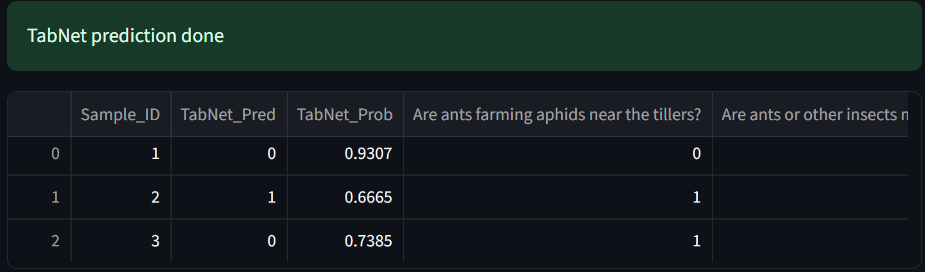 TabNet prediction done
Sample_ID TabNet_Pred TabNet_Prob Are ants farming aphids near the tillers? Are ants or other insects
0 1 0 0.9307 0
1 2 1 0.6665 1
2 3 0 0.7385 1